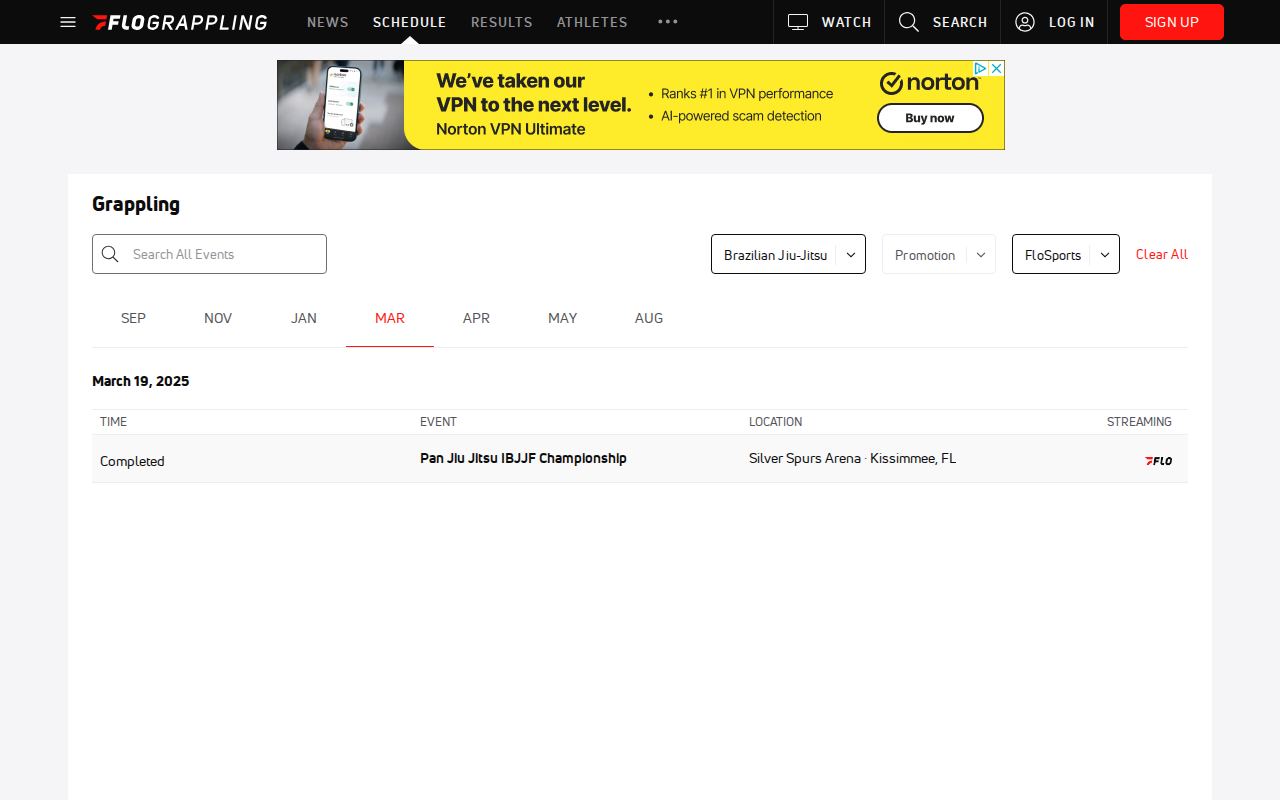 FLOGRAPPLING NEWS SCHEDULE RESULTS ATHLETES ••• WATCH SEARCH LOG IN SIGN UP
We've taken our
VPN to the next level.
Norton VPN Ultimate
• Ranks #1 in VPN performance
• AI-powered scam detection
norton
Buy now
Grappling
Search All Events Brazilian Jiu-Jitsu Promotion FloSports Clear All
SEP NOV JAN MAR APR MAY AUG
March 19, 2025
TIME EVENT LOCATION STREAMING
Completed Pan Jiu Jitsu IBJJF Championship Silver Spurs Arena · Kissimmee, FL FLO